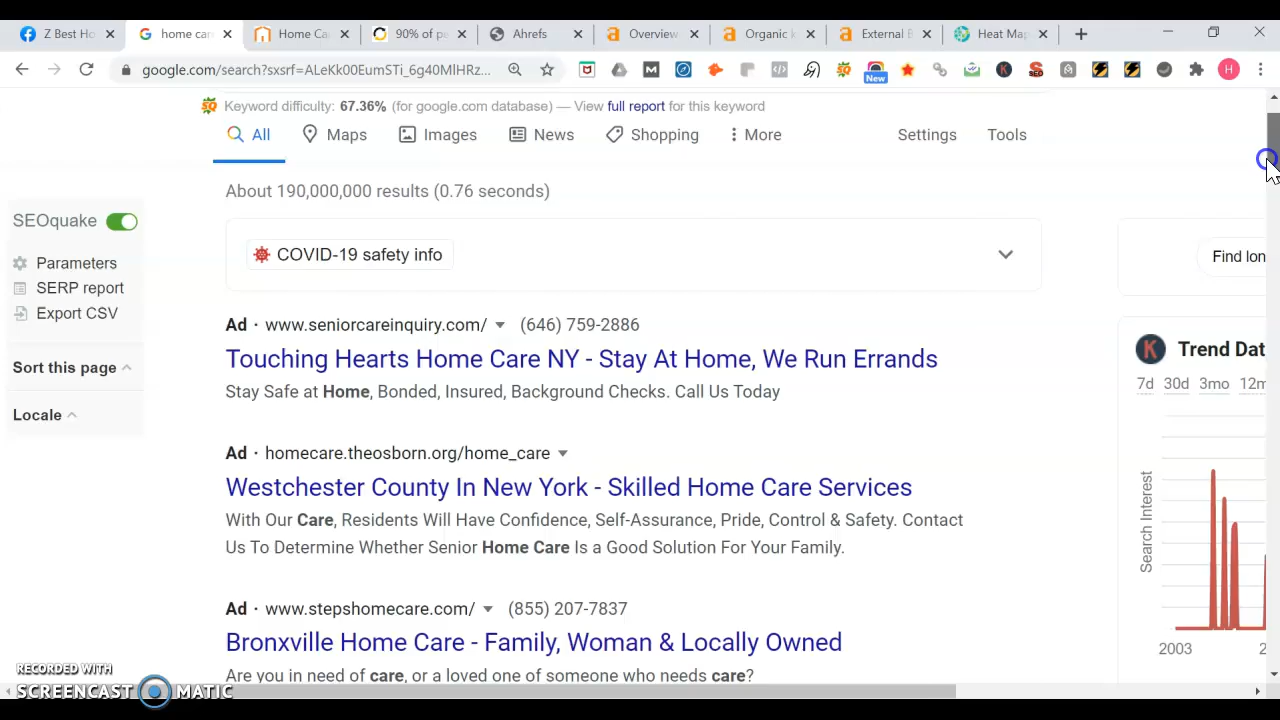 Z Best Ho
home car
Home Ca
90% of pe
Ahrefs
Overview
Organic k
External B
Heat Map
google.com/search?sxsrf=ALeKk00EumSTi_6g40MlHRz...
New
H
Keyword difficulty: 67.36% (for google.com database) — View full report for this keyword
All Maps Images News Shopping More Settings Tools
About 190,000,000 results (0.76 seconds)
SEOquake
Parameters
SERP report
Export CSV
Sort this page
Locale
COVID-19 safety info
Find lon
Ad · www.seniorcareinquiry.com/ (646) 759-2886
Touching Hearts Home Care NY - Stay At Home, We Run Errands
Stay Safe at Home, Bonded, Insured, Background Checks. Call Us Today
Ad · homecare.theosborn.org/home_care
Westchester County In New York - Skilled Home Care Services
With Our Care, Residents Will Have Confidence, Self-Assurance, Pride, Control & Safety. Contact
Us To Determine Whether Senior Home Care Is a Good Solution For Your Family.
Ad · www.stepshomecare.com/ (855) 207-7837
Bronxville Home Care - Family, Woman & Locally Owned
Are you in need of care, or a loved one of someone who needs care?
K Trend Dat
7d 30d 3mo 12m
Search Interest
2003 2
RECORDED WITH
SCREENCAST MATIC